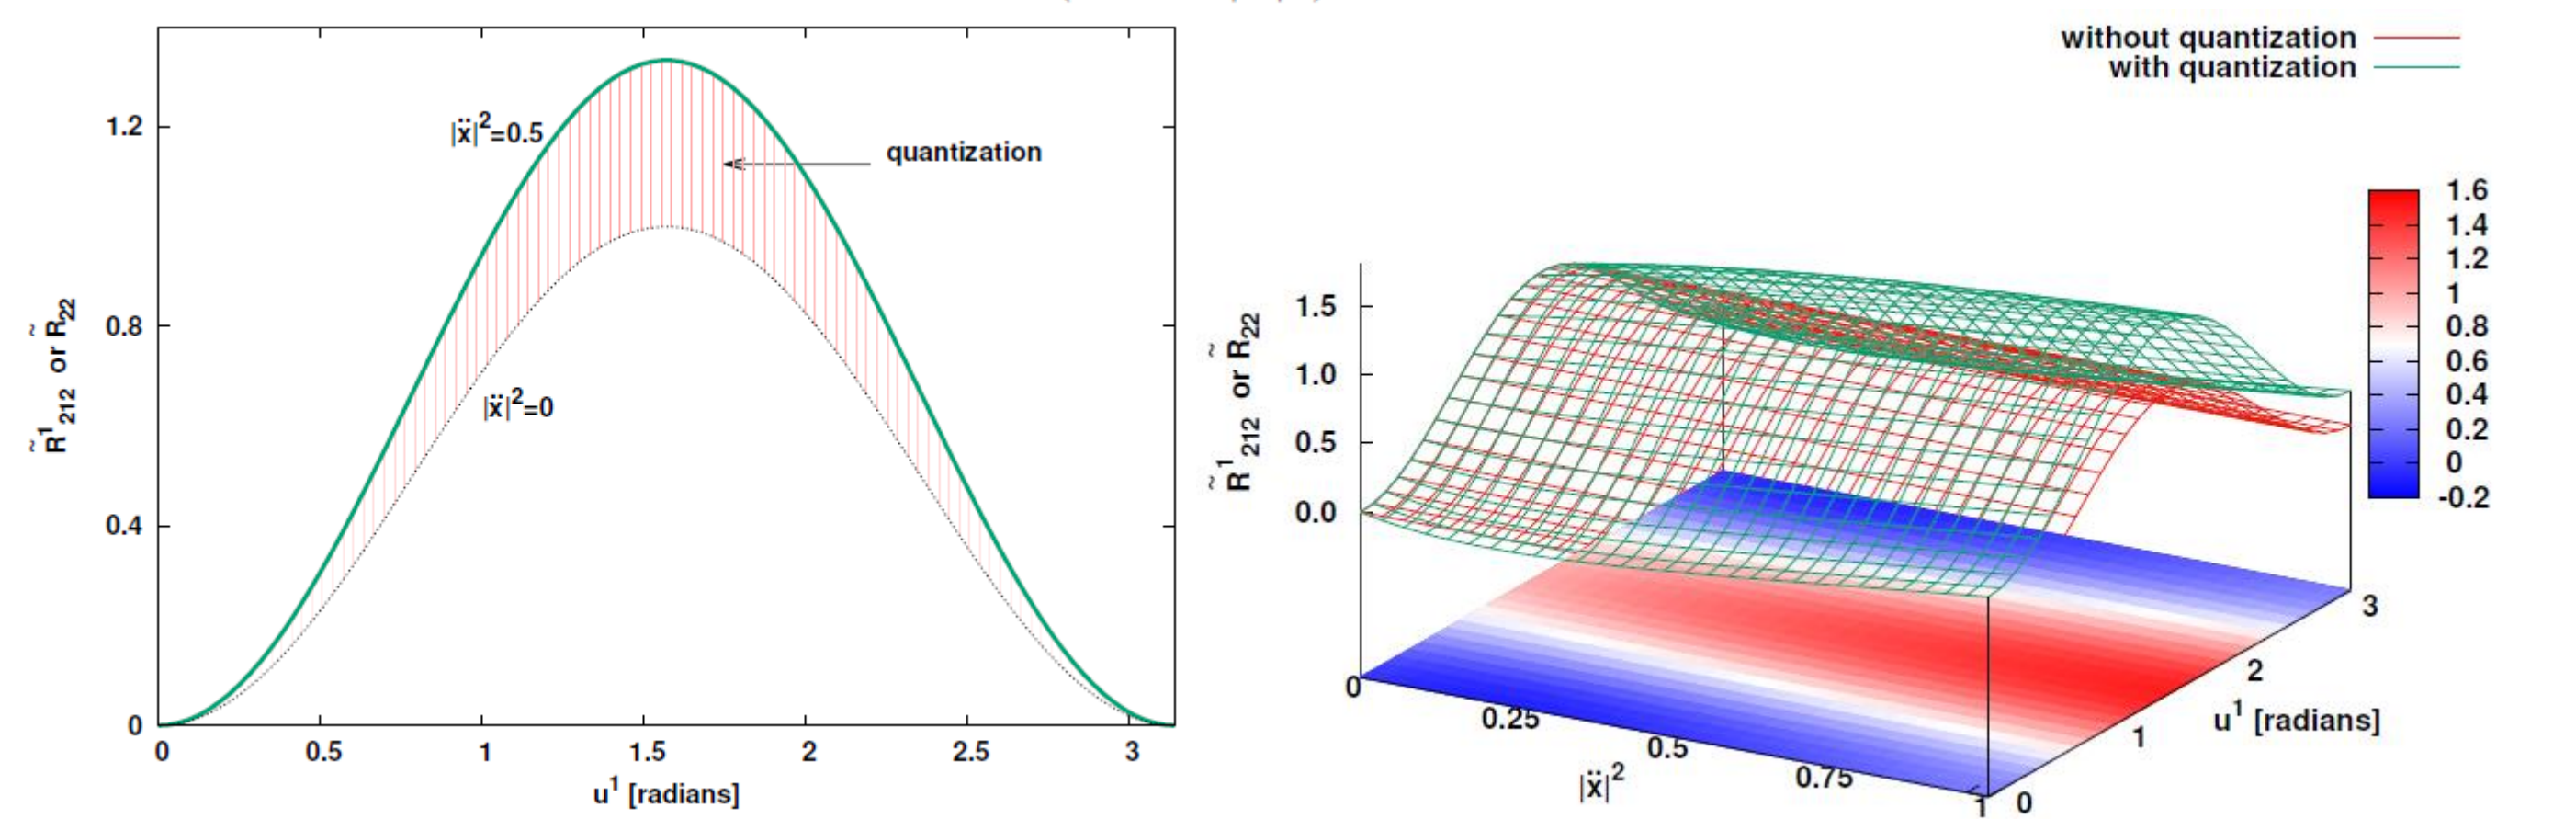 1.2
0.8
0.4
0
|ẍ|²=0.5
quantization
|ẍ|²=0
R̃¹₂₁₂ or R̃₂₂
0 0.5 1 1.5 2 2.5 3
u¹ [radians]
without quantization
with quantization
1.6
1.4
1.2
1
0.8
0.6
0.4
0.2
0
-0.2
1.5
1.0
0.5
0.0
R̃¹₂₁₂ or R̃₂₂
0
0.25
0.5
0.75
1
|ẍ|²
0
1
2
3
u¹ [radians]